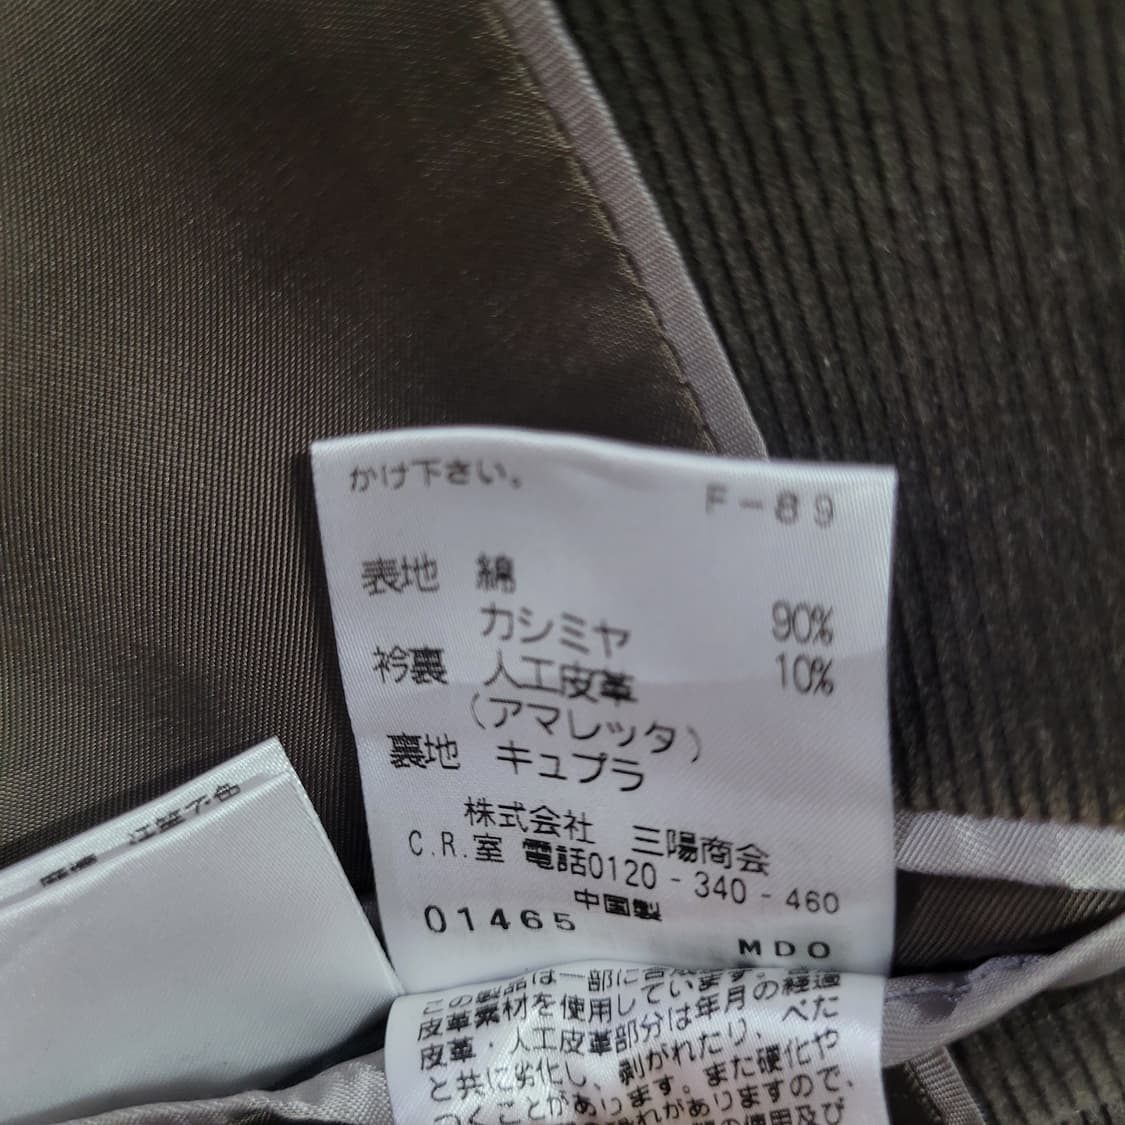 かけ下さい。
F-89
表地 綿 90%
カシミヤ 10%
衿裏 人工皮革
(アマレッタ)
裏地 キュプラ
株式会社 三陽商会
C.R.室 電話0120-340-460
中国製
01465
MDO
この製品は一部に合成
皮革素材を使用しています。
皮革・人工皮革部分は年月の経過
と共に劣化し、剥がれたり、べた
つくことがあります。また硬化や